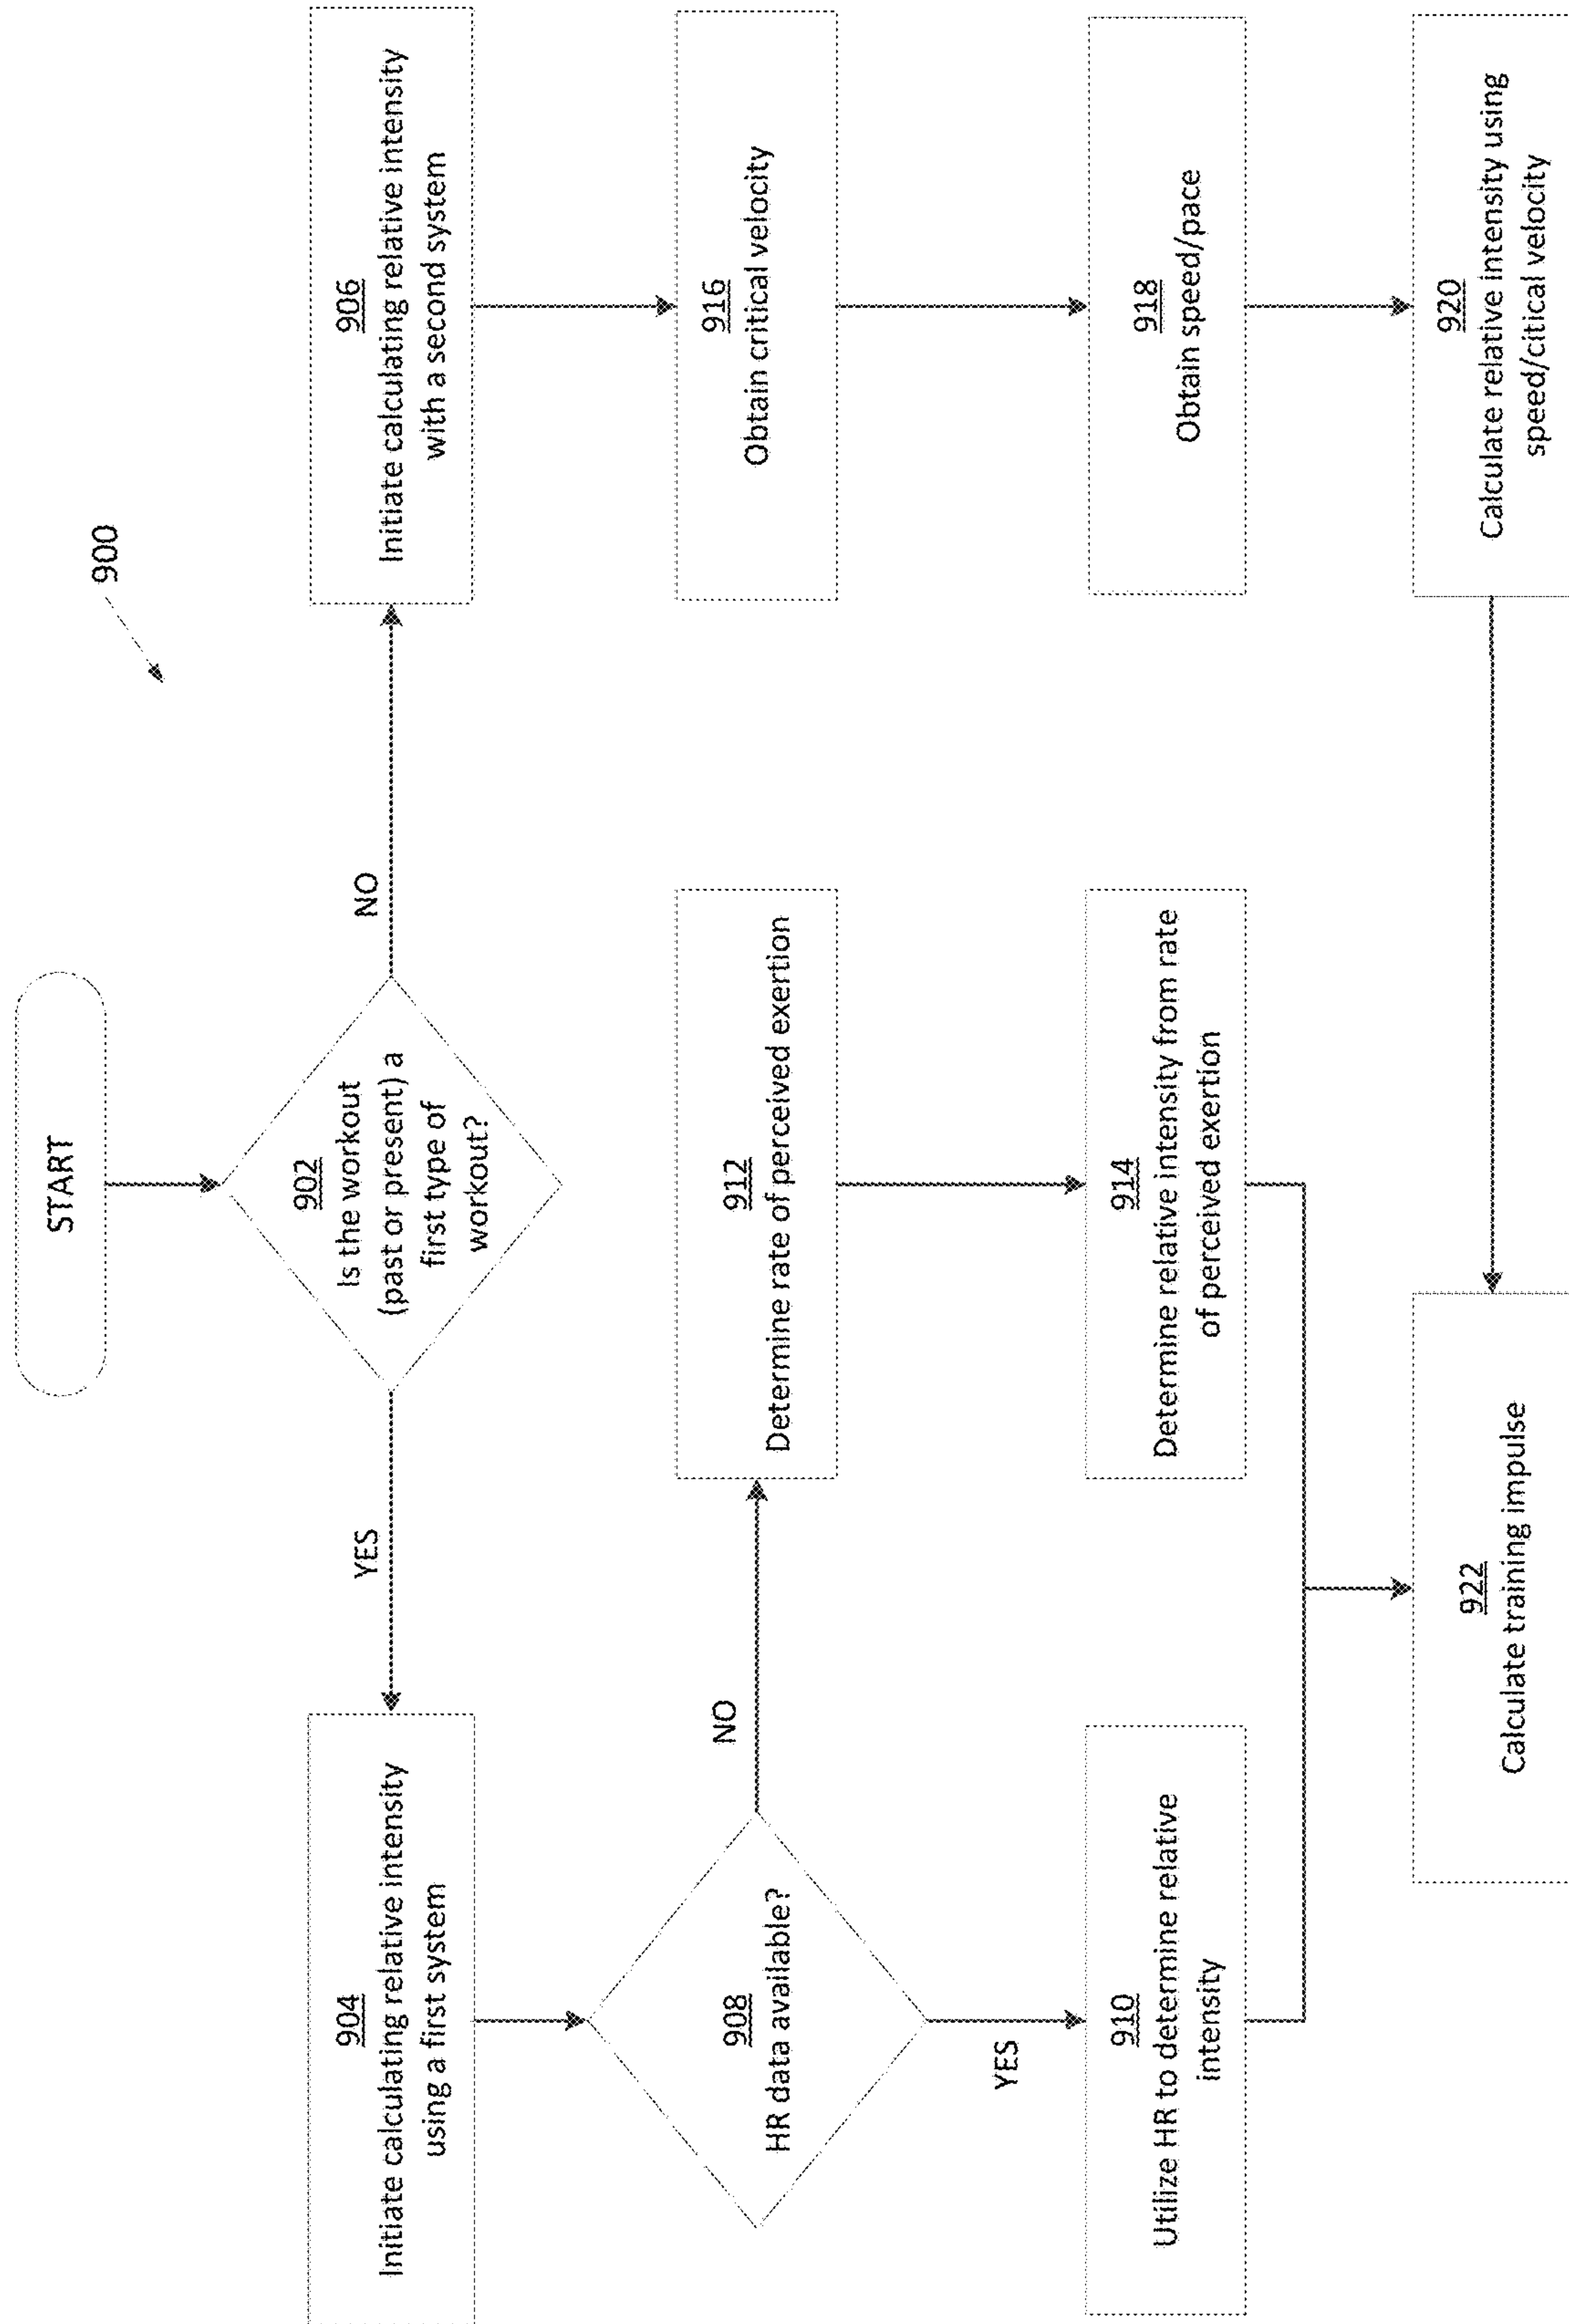 900
START
902
Is the workout
(past or present) a
first type of
workout?
YES
NO
904
Initiate calculating relative intensity
using a first system
906
Initiate calculating relative intensity
with a second system
908
HR data available?
NO
YES
912
Determine rate of perceived exertion
916
Obtain critical velocity
910
Utilize HR to determine relative
intensity
914
Determine relative intensity from rate
of perceived exertion
918
Obtain speed/pace
922
Calculate training impulse
920
Calculate relative intensity using
speed/citical velocity